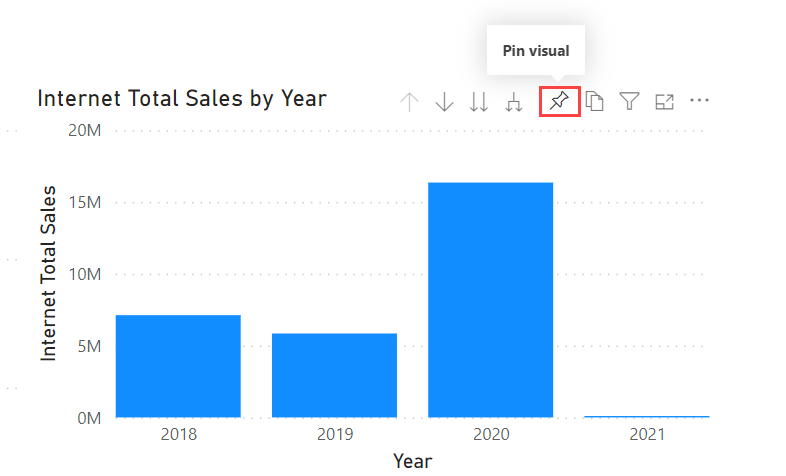 Pin visual
Internet Total Sales by Year
20M
15M
10M
5M
0M
Internet Total Sales
2018 2019 2020 2021
Year